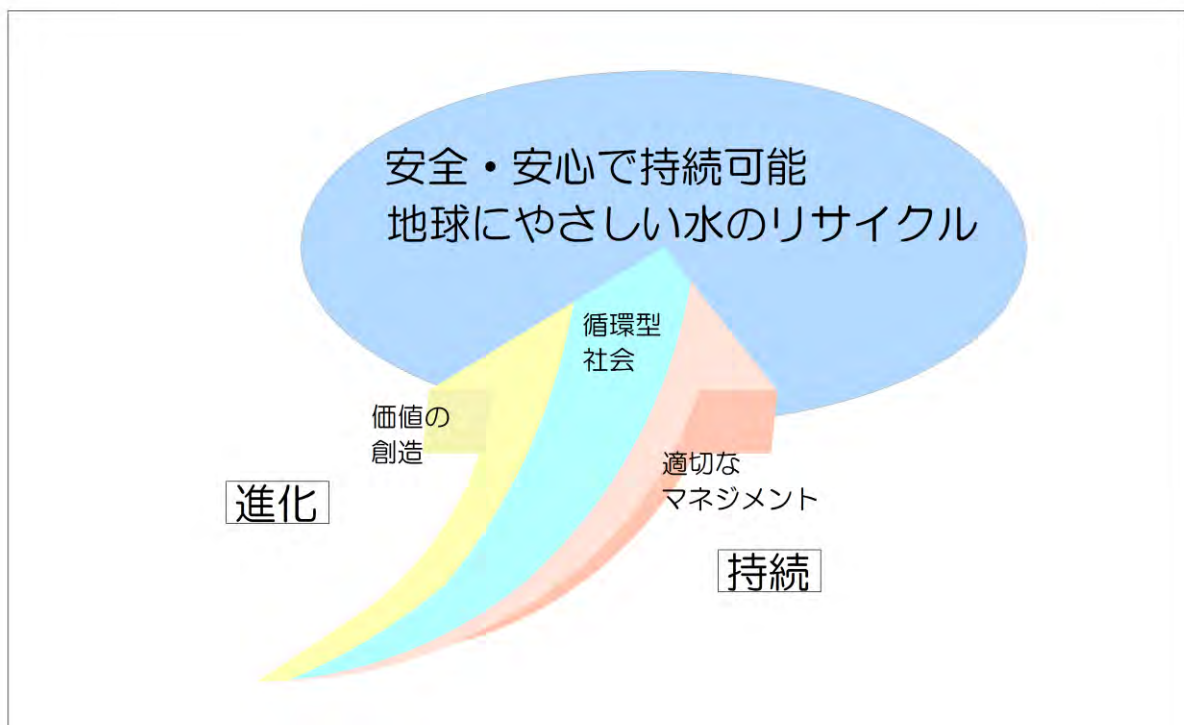 安全・安心で持続可能
地球にやさしい水のリサイクル
循環型
社会
価値の
創造
適切な
マネジメント
進化
持続